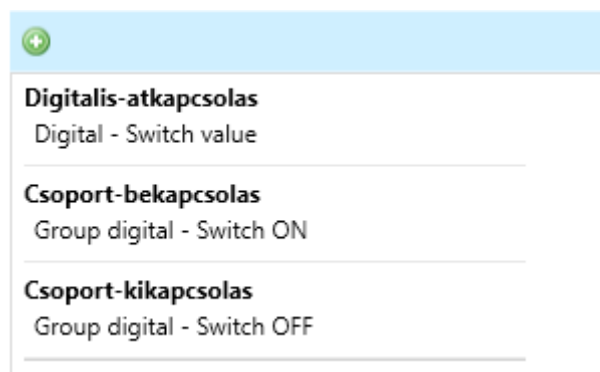 Digitalis-atkapcsolas
Digital - Switch value
Csoport-bekapcsolas
Group digital - Switch ON
Csoport-kikapcsolas
Group digital - Switch OFF